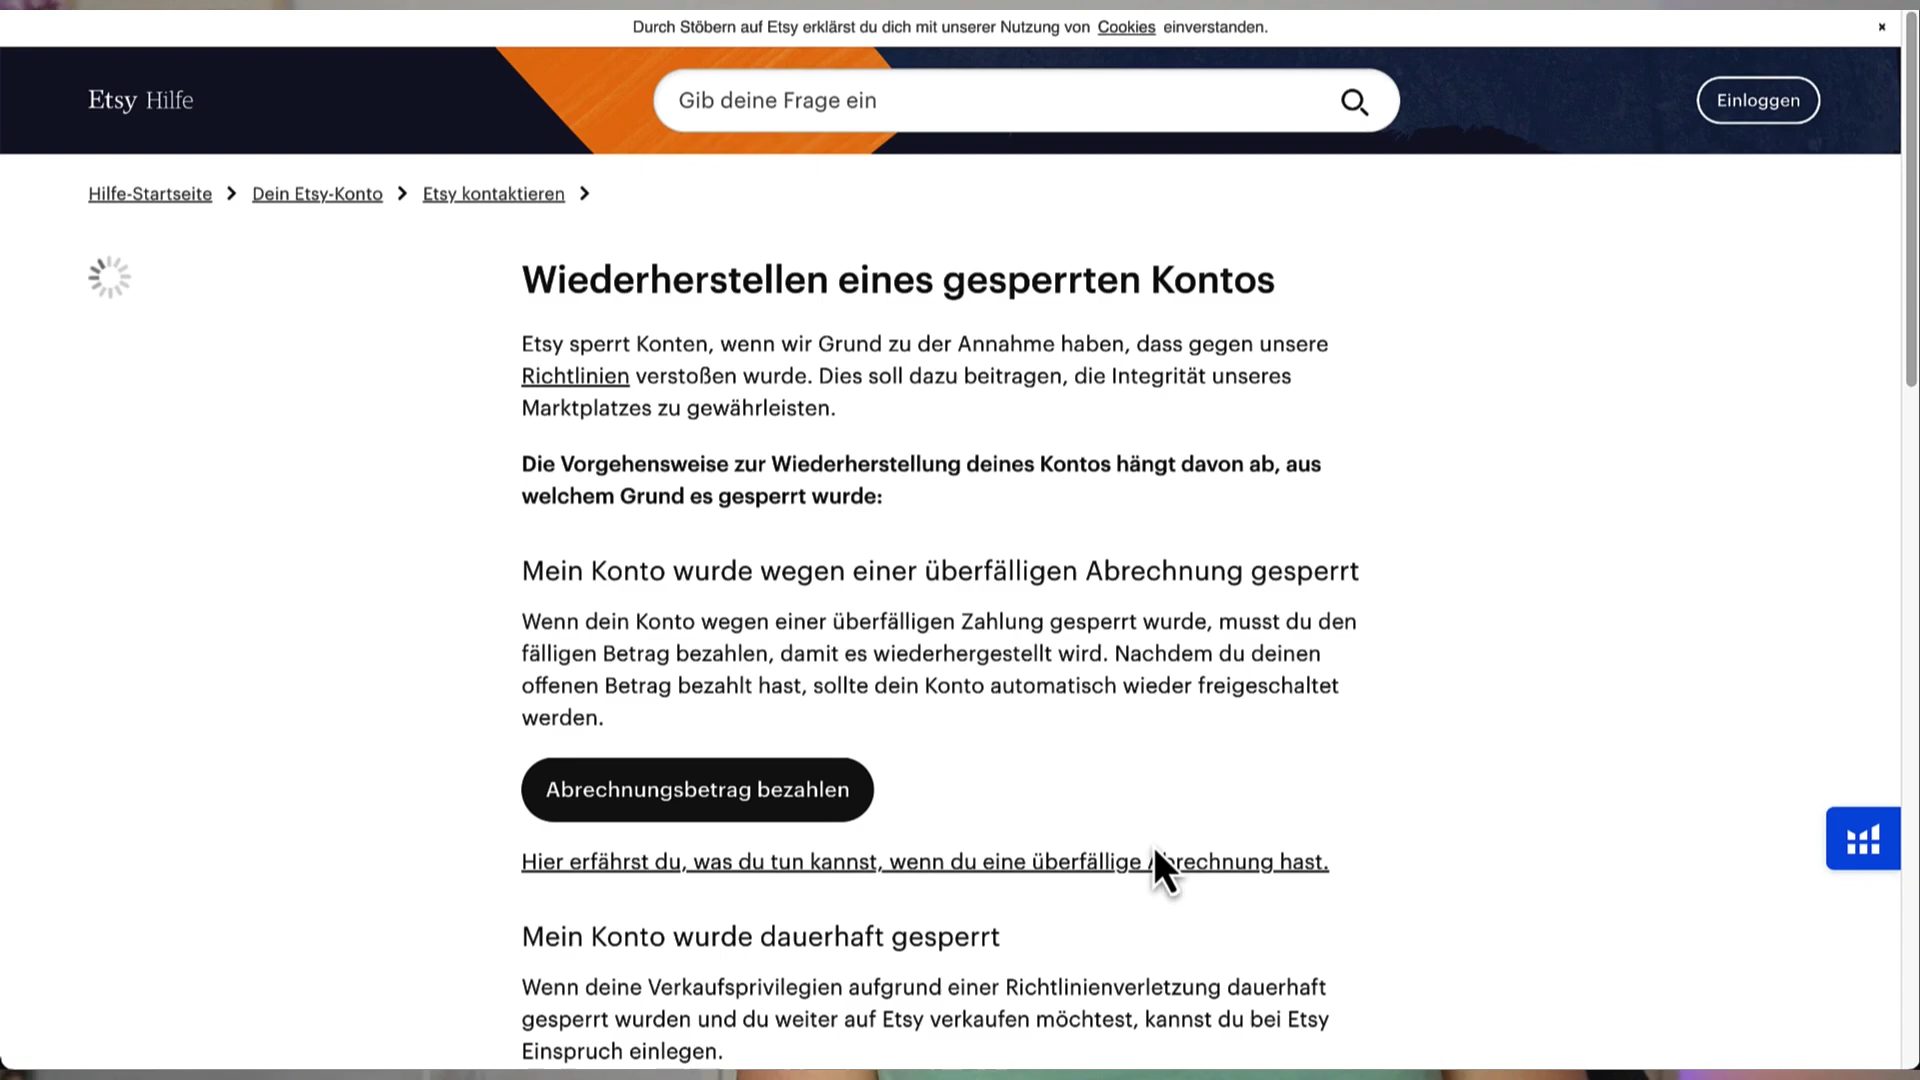 Durch Stöbern auf Etsy erklärst du dich mit unserer Nutzung von Cookies einverstanden.
Etsy Hilfe
Gib deine Frage ein
Einloggen
Hilfe-Startseite
Dein Etsy-Konto
Etsy kontaktieren
Wiederherstellen eines gesperrten Kontos
Etsy sperrt Konten, wenn wir Grund zu der Annahme haben, dass gegen unsere
Richtlinien verstoßen wurde. Dies soll dazu beitragen, die Integrität unseres
Marktplatzes zu gewährleisten.
Die Vorgehensweise zur Wiederherstellung deines Kontos hängt davon ab, aus
welchem Grund es gesperrt wurde:
Mein Konto wurde wegen einer überfälligen Abrechnung gesperrt
Wenn dein Konto wegen einer überfälligen Zahlung gesperrt wurde, musst du den
fälligen Betrag bezahlen, damit es wiederhergestellt wird. Nachdem du deinen
offenen Betrag bezahlt hast, sollte dein Konto automatisch wieder freigeschaltet
werden.
Abrechnungsbetrag bezahlen
Hier erfährst du, was du tun kannst, wenn du eine überfällige Abrechnung hast.
Mein Konto wurde dauerhaft gesperrt
Wenn deine Verkaufsprivilegien aufgrund einer Richtlinienverletzung dauerhaft
gesperrt wurden und du weiter auf Etsy verkaufen möchtest, kannst du bei Etsy
Einspruch einlegen.